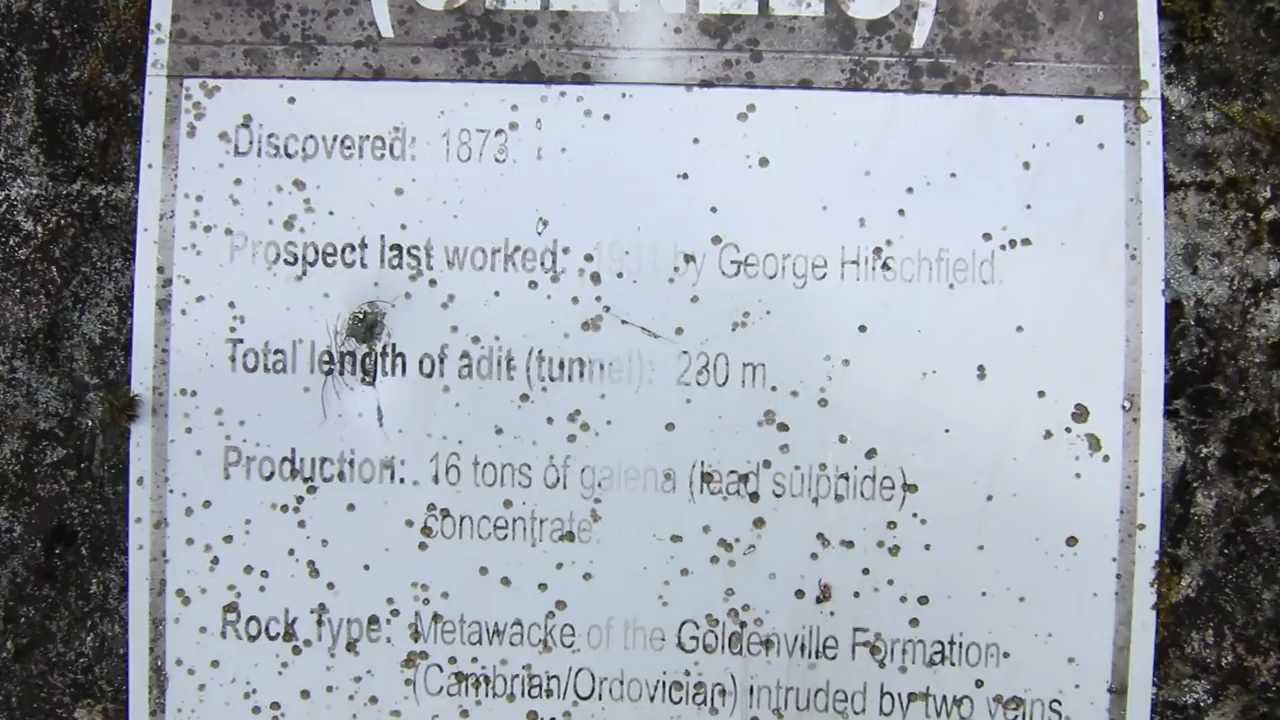 Discovered: 1873.
Prospect last worked: 1931 by George Hirschfield.
Total length of adit (tunnel): 230 m.
Production: 16 tons of galena (lead sulphide)
concentrate.
Rock Type: Metawacke of the Goldenville Formation
(Cambrian/Ordovician) intruded by two veins,